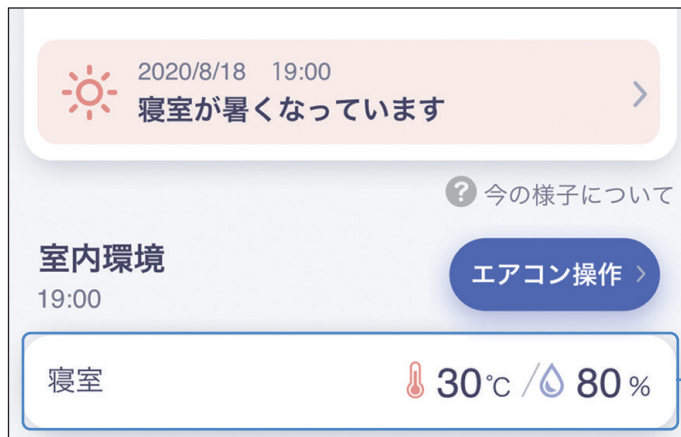 2020/8/18 19:00
寝室が暑くなっています
? 今の様子について
室内環境
エアコン操作
19:00
寝室 30℃ / 80%